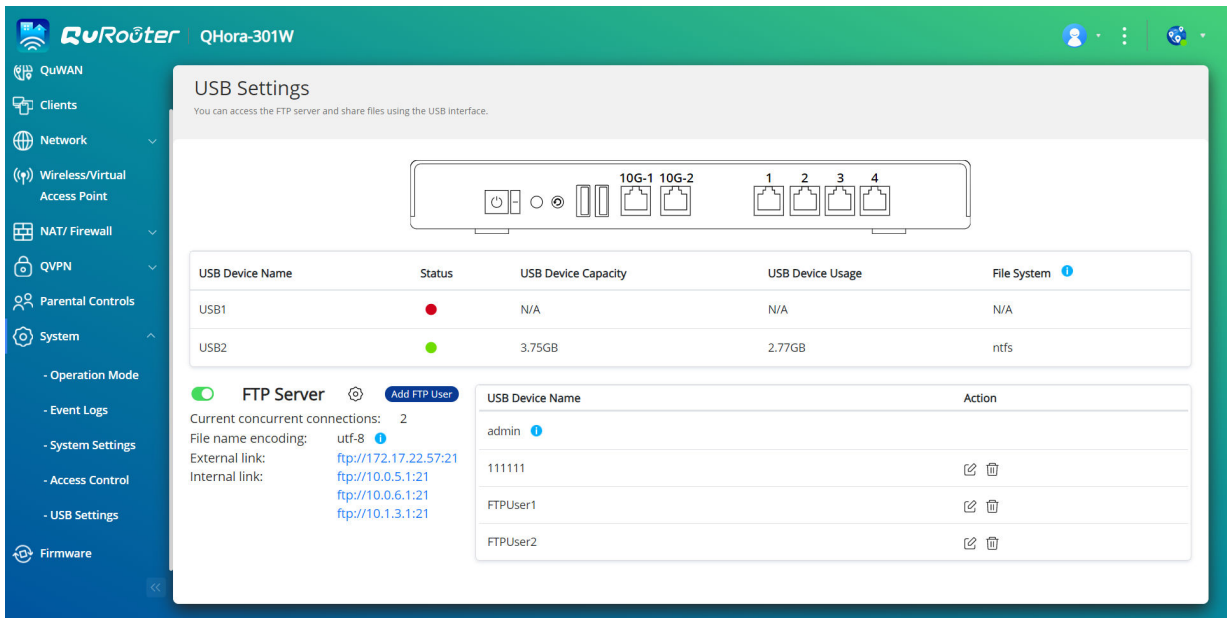 QuRoûter QHora-301W
QuWAN
Clients
Network
Wireless/Virtual
Access Point
NAT/ Firewall
QVPN
Parental Controls
System
- Operation Mode
- Event Logs
- System Settings
- Access Control
- USB Settings
Firmware
USB Settings
You can access the FTP server and share files using the USB interface.
10G-1 10G-2 1 2 3 4
USB Device Name Status USB Device Capacity USB Device Usage File System
USB1 N/A N/A N/A
USB2 3.75GB 2.77GB ntfs
FTP Server Add FTP User
Current concurrent connections: 2
File name encoding: utf-8
External link: ftp://172.17.22.57:21
Internal link: ftp://10.0.5.1:21
ftp://10.0.6.1:21
ftp://10.1.3.1:21
USB Device Name Action
admin
111111
FTPUser1
FTPUser2